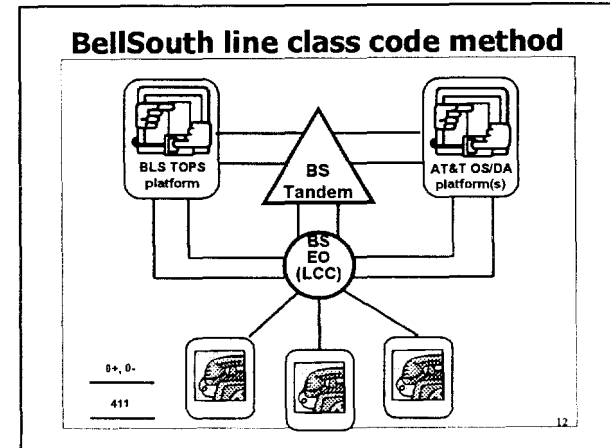 BellSouth line class code method
BLS TOPS
platform
BS
Tandem
AT&T OS/DA
platform(s)
BS
EO
(LCC)
0+, 0-
411
12